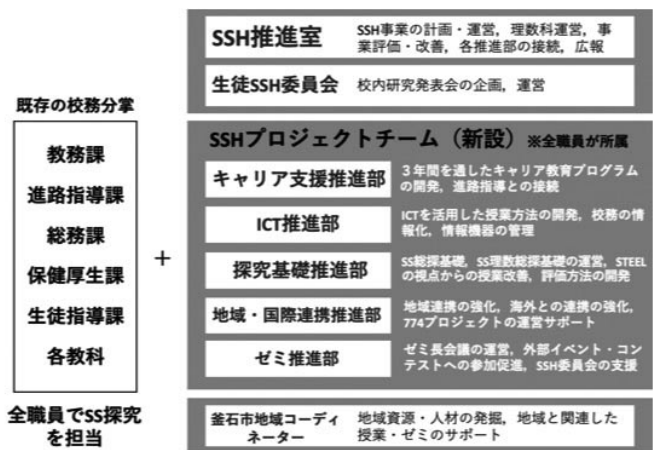 SSH推進室
SSH事業の計画・運営，理数科運営，事
業評価・改善，各推進部の接続，広報
生徒SSH委員会
校内研究発表会の企画，運営
既存の校務分掌
教務課
進路指導課
総務課
保健厚生課
生徒指導課
各教科
全職員でSS探究
を担当
+
SSHプロジェクトチーム（新設）※全職員が所属
キャリア支援推進部
３年間を通したキャリア教育プログラム
の開発，進路指導との接続
ICT推進部
ICTを活用した授業方法の開発，校務の情
報化，情報機器の管理
探究基礎推進部
SS総探基礎，SS理数総探基礎の運営，STEEL
の視点からの授業改善，評価方法の開発
地域・国際連携推進部
地域連携の強化，海外との連携の強化，
774プロジェクトの運営サポート
ゼミ推進部
ゼミ長会議の運営，外部イベント・コン
テストへの参加促進，SSH委員会の支援
釜石市地域コーディ
ネーター
地域資源・人材の発掘，地域と関連した
授業・ゼミのサポート